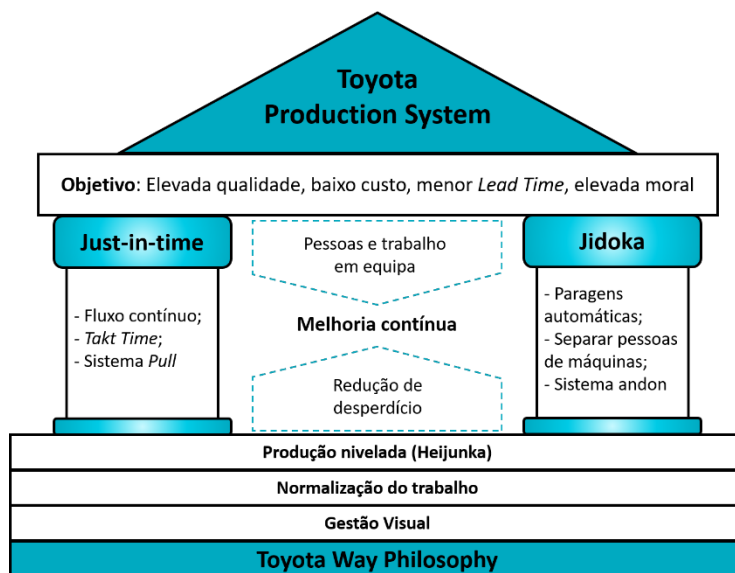 Toyota
Production System
Objetivo: Elevada qualidade, baixo custo, menor Lead Time, elevada moral
Just-in-time
- Fluxo contínuo;
- Takt Time;
- Sistema Pull
Pessoas e trabalho
em equipa
Melhoria contínua
Redução de
desperdício
Jidoka
- Paragens
automáticas;
- Separar pessoas
de máquinas;
- Sistema andon
Produção nivelada (Heijunka)
Normalização do trabalho
Gestão Visual
Toyota Way Philosophy